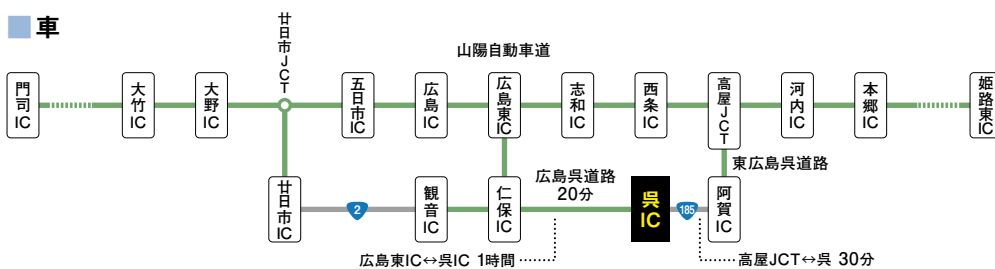 車
山陽自動車道
門司IC
大竹IC
大野IC
廿日市JCT
五日市IC
広島IC
広島東IC
志和IC
西条IC
高屋JCT
河内IC
本郷IC
姫路東IC
東広島呉道路
広島呉道路
20分
廿日市IC
2
観音IC
仁保IC
呉IC
185
阿賀IC
広島東IC↔呉IC 1時間
高屋JCT↔呉 30分